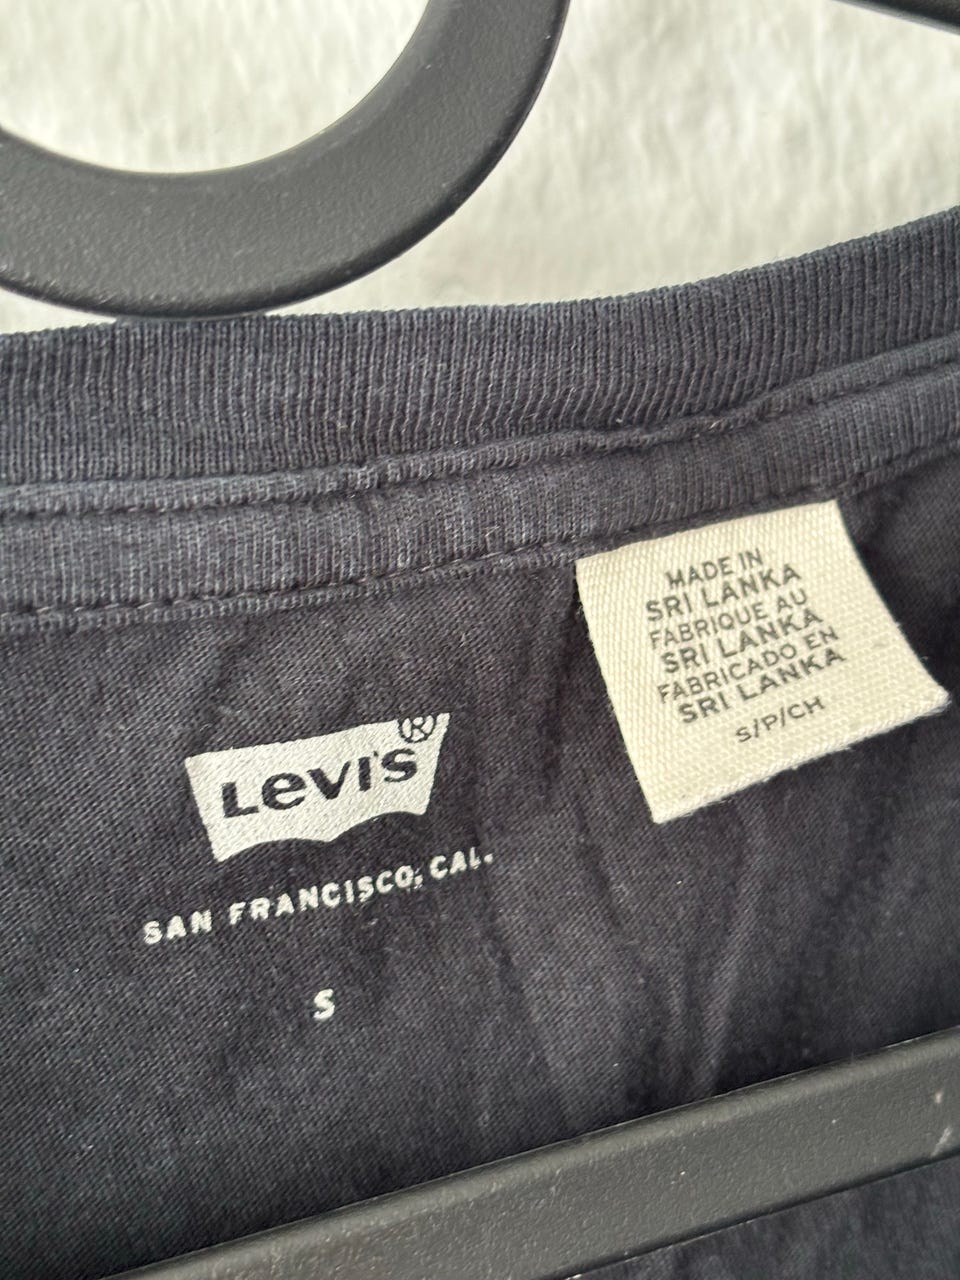 Levi's®
SAN FRANCISCO, CAL.
S
MADE IN
SRI LANKA
FABRIQUE AU
SRI LANKA
FABRICADO EN
SRI LANKA
S/P/CH